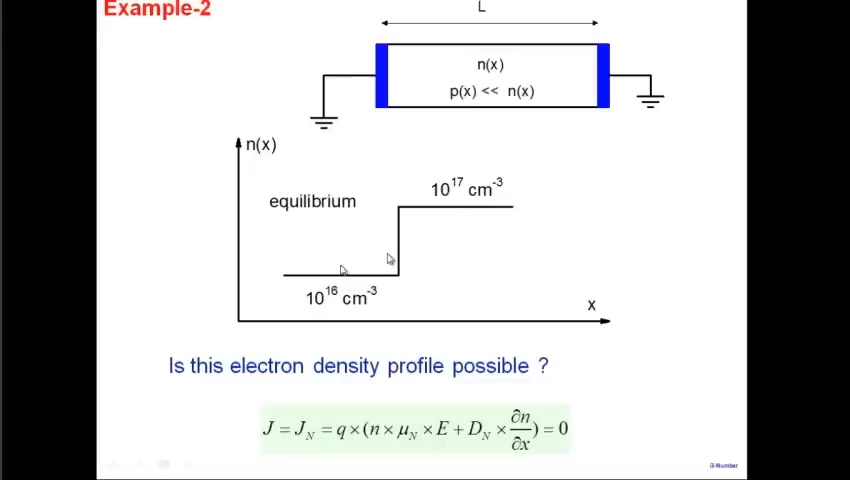 Example-2
L
n(x)
p(x) << n(x)
n(x)
equilibrium
10^17 cm^-3
10^16 cm^-3
x
Is this electron density profile possible ?
J = J_N = q×(n×μ_N×E + D_N×∂n/∂x) = 0
G-Number